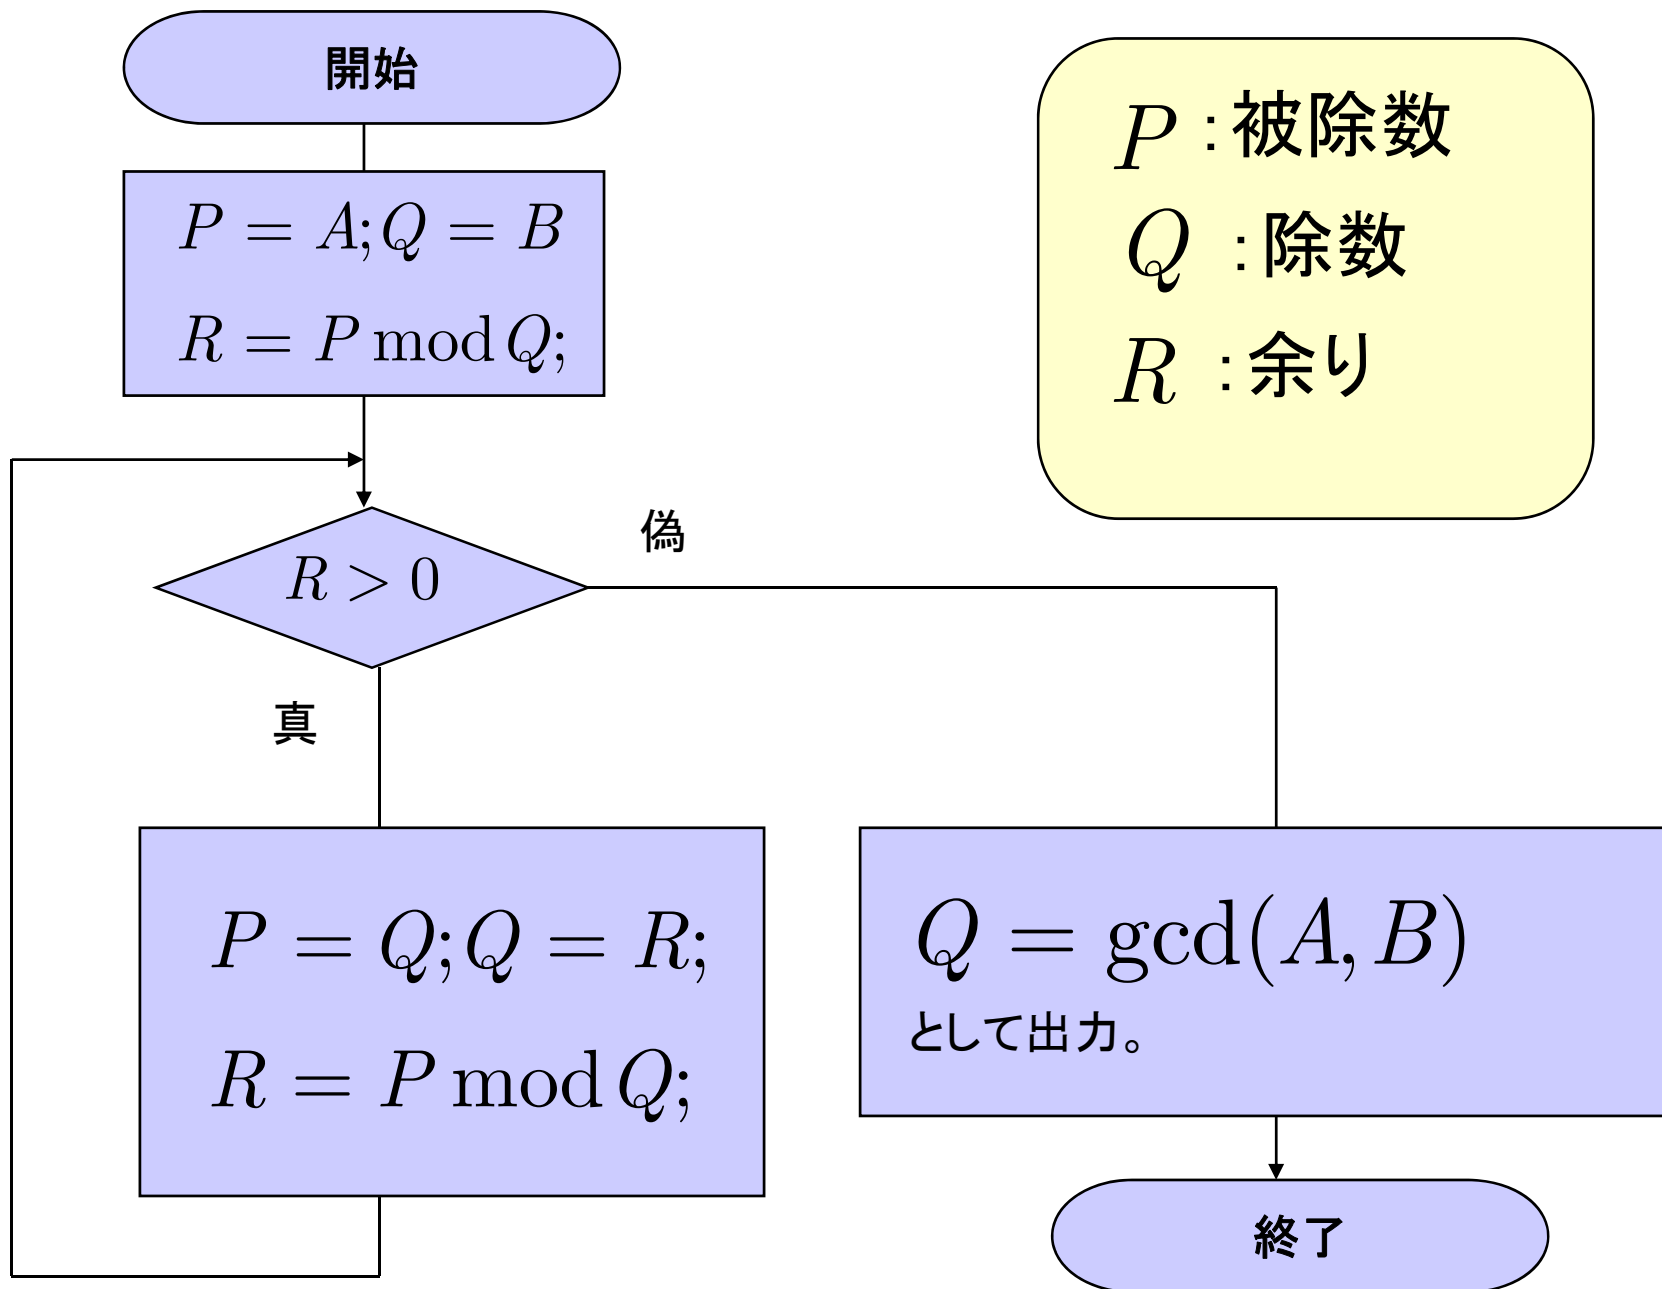 開始
P = A; Q = B
R = P mod Q;
P : 被除数
Q : 除数
R : 余り
R > 0
偽
真
P = Q; Q = R;
R = P mod Q;
Q = gcd(A, B)
として出力。
終了